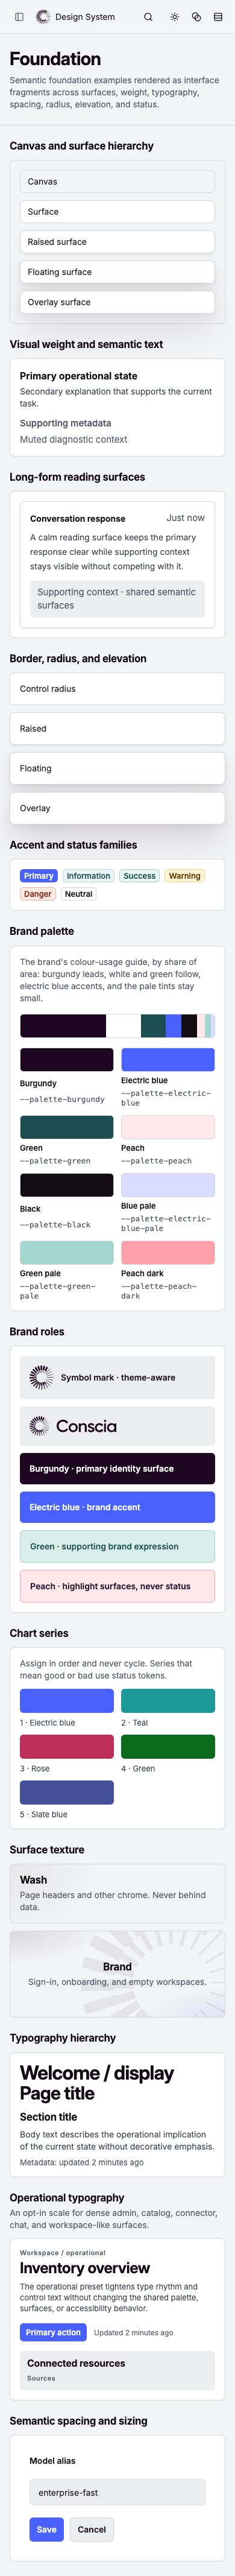 Design System
Foundation
Semantic foundation examples rendered as interface
fragments across surfaces, weight, typography,
spacing, radius, elevation, and status.
Canvas and surface hierarchy
Canvas
Surface
Raised surface
Floating surface
Overlay surface
Visual weight and semantic text
Primary operational state
Secondary explanation that supports the current
task.
Supporting metadata
Muted diagnostic context
Long-form reading surfaces
Conversation response Just now
A calm reading surface keeps the primary
response clear while supporting context
stays visible without competing with it.
Supporting context · shared semantic
surfaces
Border, radius, and elevation
Control radius
Raised
Floating
Overlay
Accent and status families
Primary Information Success Warning
Danger Neutral
Brand palette
The brand's colour-usage guide, by share of
area: burgundy leads, white and green follow,
electric blue accents, and the pale tints stay
small.
Burgundy
--palette-burgundy
Electric blue
--palette-electric-
blue
Green
--palette-green
Peach
--palette-peach
Black
--palette-black
Blue pale
--palette-electric-
blue-pale
Green pale
--palette-green-
pale
Peach dark
--palette-peach-
dark
Brand roles
Symbol mark · theme-aware
Conscia
Burgundy · primary identity surface
Electric blue · brand accent
Green · supporting brand expression
Peach · highlight surfaces, never status
Chart series
Assign in order and never cycle. Series that
mean good or bad use status tokens.
1 · Electric blue
2 · Teal
3 · Rose
4 · Green
5 · Slate blue
Surface texture
Wash
Page headers and other chrome. Never behind
data.
Brand
Sign-in, onboarding, and empty workspaces.
Typography hierarchy
Welcome / display
Page title
Section title
Body text describes the operational implication
of the current state without decorative emphasis.
Metadata: updated 2 minutes ago
Operational typography
An opt-in scale for dense admin, catalog, connector,
chat, and workspace-like surfaces.
Workspace / operational
Inventory overview
The operational preset tightens type rhythm and
control text without changing the shared palette,
surfaces, or accessibility behavior.
Primary action Updated 2 minutes ago
Connected resources
Sources
Semantic spacing and sizing
Model alias
enterprise-fast
Save Cancel